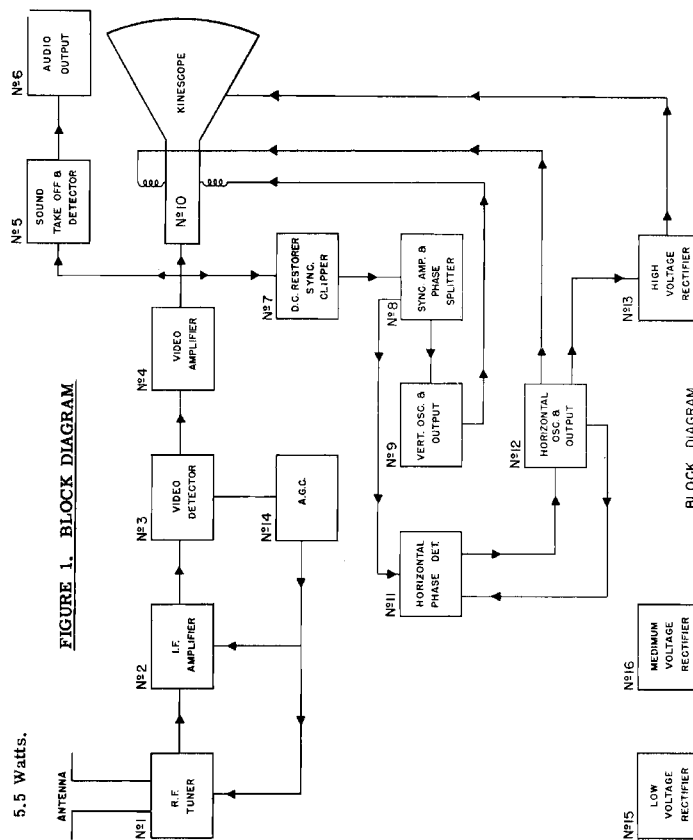 5.5 Watts.
FIGURE 1. BLOCK DIAGRAM
ANTENNA
Nº1
R.F.
TUNER
Nº2
I.F.
AMPLIFIER
Nº3
VIDEO
DETECTOR
Nº4
VIDEO
AMPLIFIER
Nº5
SOUND
TAKE OFF &
DETECTOR
Nº6
AUDIO
OUTPUT
Nº10
KINESCOPE
Nº14
A.G.C.
Nº7
D.C. RESTORER
SYNC.
CLIPPER
Nº8
SYNC AMP. &
PHASE
SPLITTER
Nº9
VERT. OSC. &
OUTPUT
Nº11
HORIZONTAL
PHASE DET.
Nº12
HORIZONTAL
OSC. &
OUTPUT
Nº13
HIGH
VOLTAGE
RECTIFIER
Nº15
LOW
VOLTAGE
RECTIFIER
Nº16
MEDIMUM
VOLTAGE
RECTIFIER
BLOCK DIAGRAM